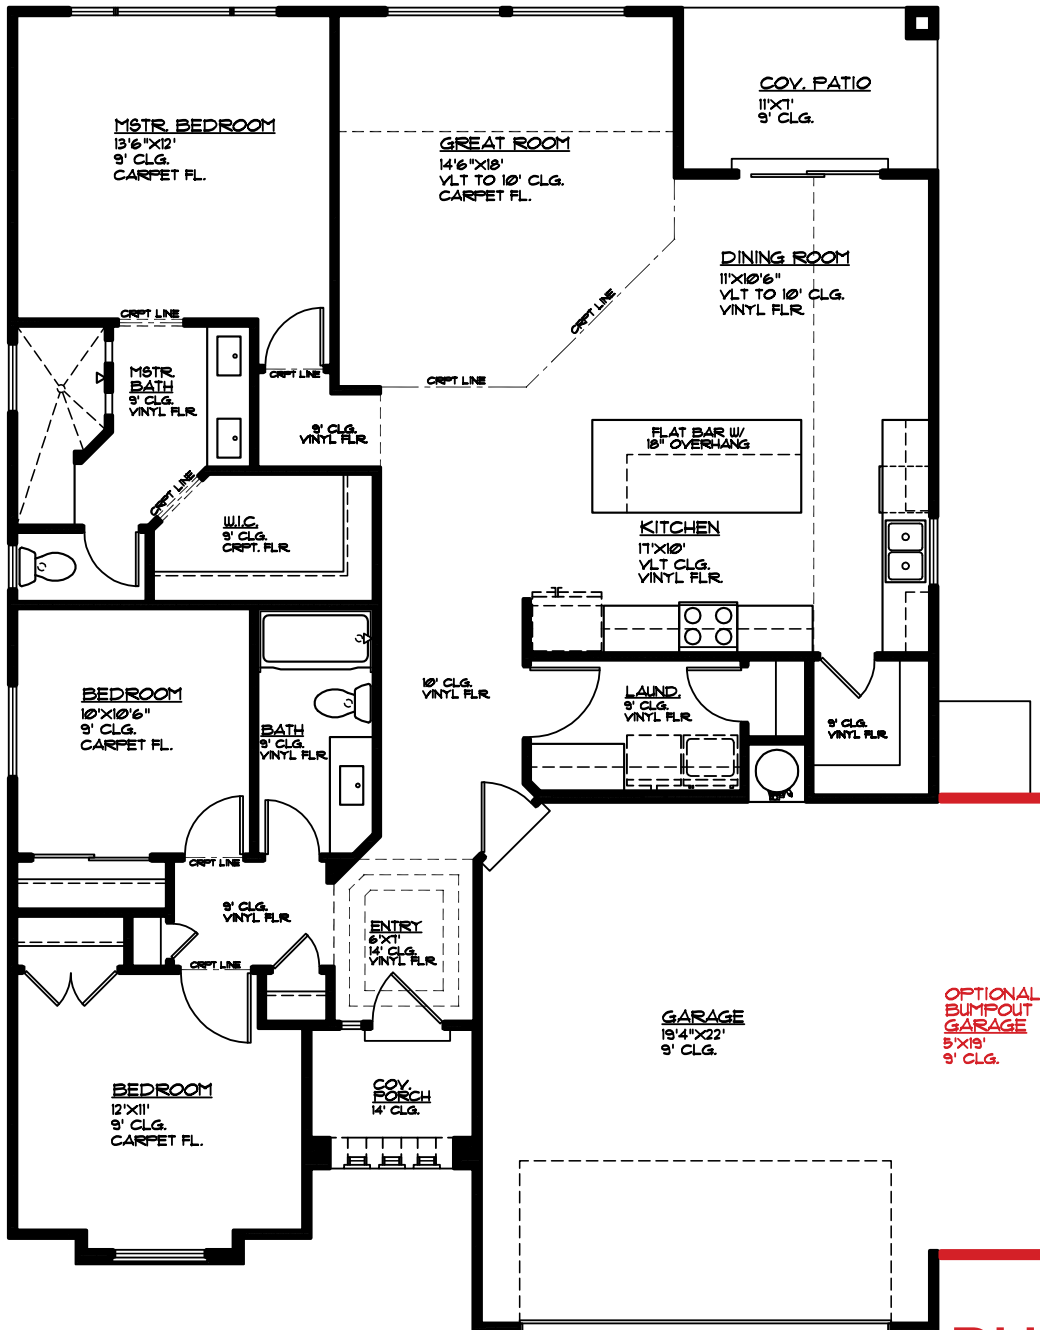 COV. PATIO
11'X7'
9' CLG.
MSTR. BEDROOM
13'6"X12'
9' CLG.
CARPET FL.
GREAT ROOM
14'6"X18'
VLT TO 10' CLG.
CARPET FL.
DINING ROOM
11'X10'6"
VLT TO 10' CLG.
VINYL FLR.
CRPT LINE
CRPT LINE
CRPT LINE
CRPT LINE
MSTR.
BATH
9' CLG.
VINYL FLR.
9' CLG.
VINYL FLR.
FLAT BAR W/
18" OVERHANG
CRPT LINE
W.I.C.
9' CLG.
CRPT. FLR.
KITCHEN
17'X10'
VLT CLG.
VINYL FLR.
BEDROOM
10'X10'6"
9' CLG.
CARPET FL.
10' CLG.
VINYL FLR.
LAUND.
9' CLG.
VINYL FLR.
BATH
9' CLG.
VINYL FLR.
9' CLG.
VINYL FLR.
CRPT LINE
9' CLG.
VINYL FLR.
ENTRY
6'X7'
14' CLG.
VINYL FLR.
CRPT LINE
GARAGE
19'4"X22'
9' CLG.
OPTIONAL
BUMPOUT
GARAGE
5'X19'
9' CLG.
BEDROOM
12'X11'
9' CLG.
CARPET FL.
COV.
PORCH
14' CLG.